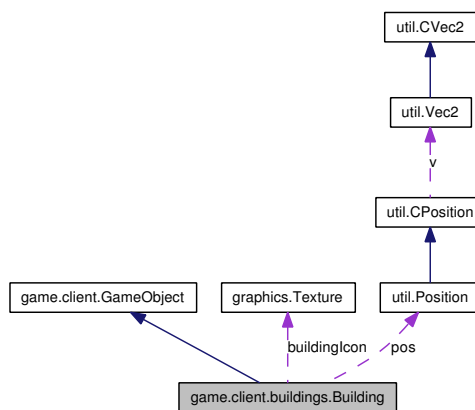 util.CVec2
util.Vec2
v
util.CPosition
game.client.GameObject
graphics.Texture
util.Position
buildingIcon
pos
game.client.buildings.Building